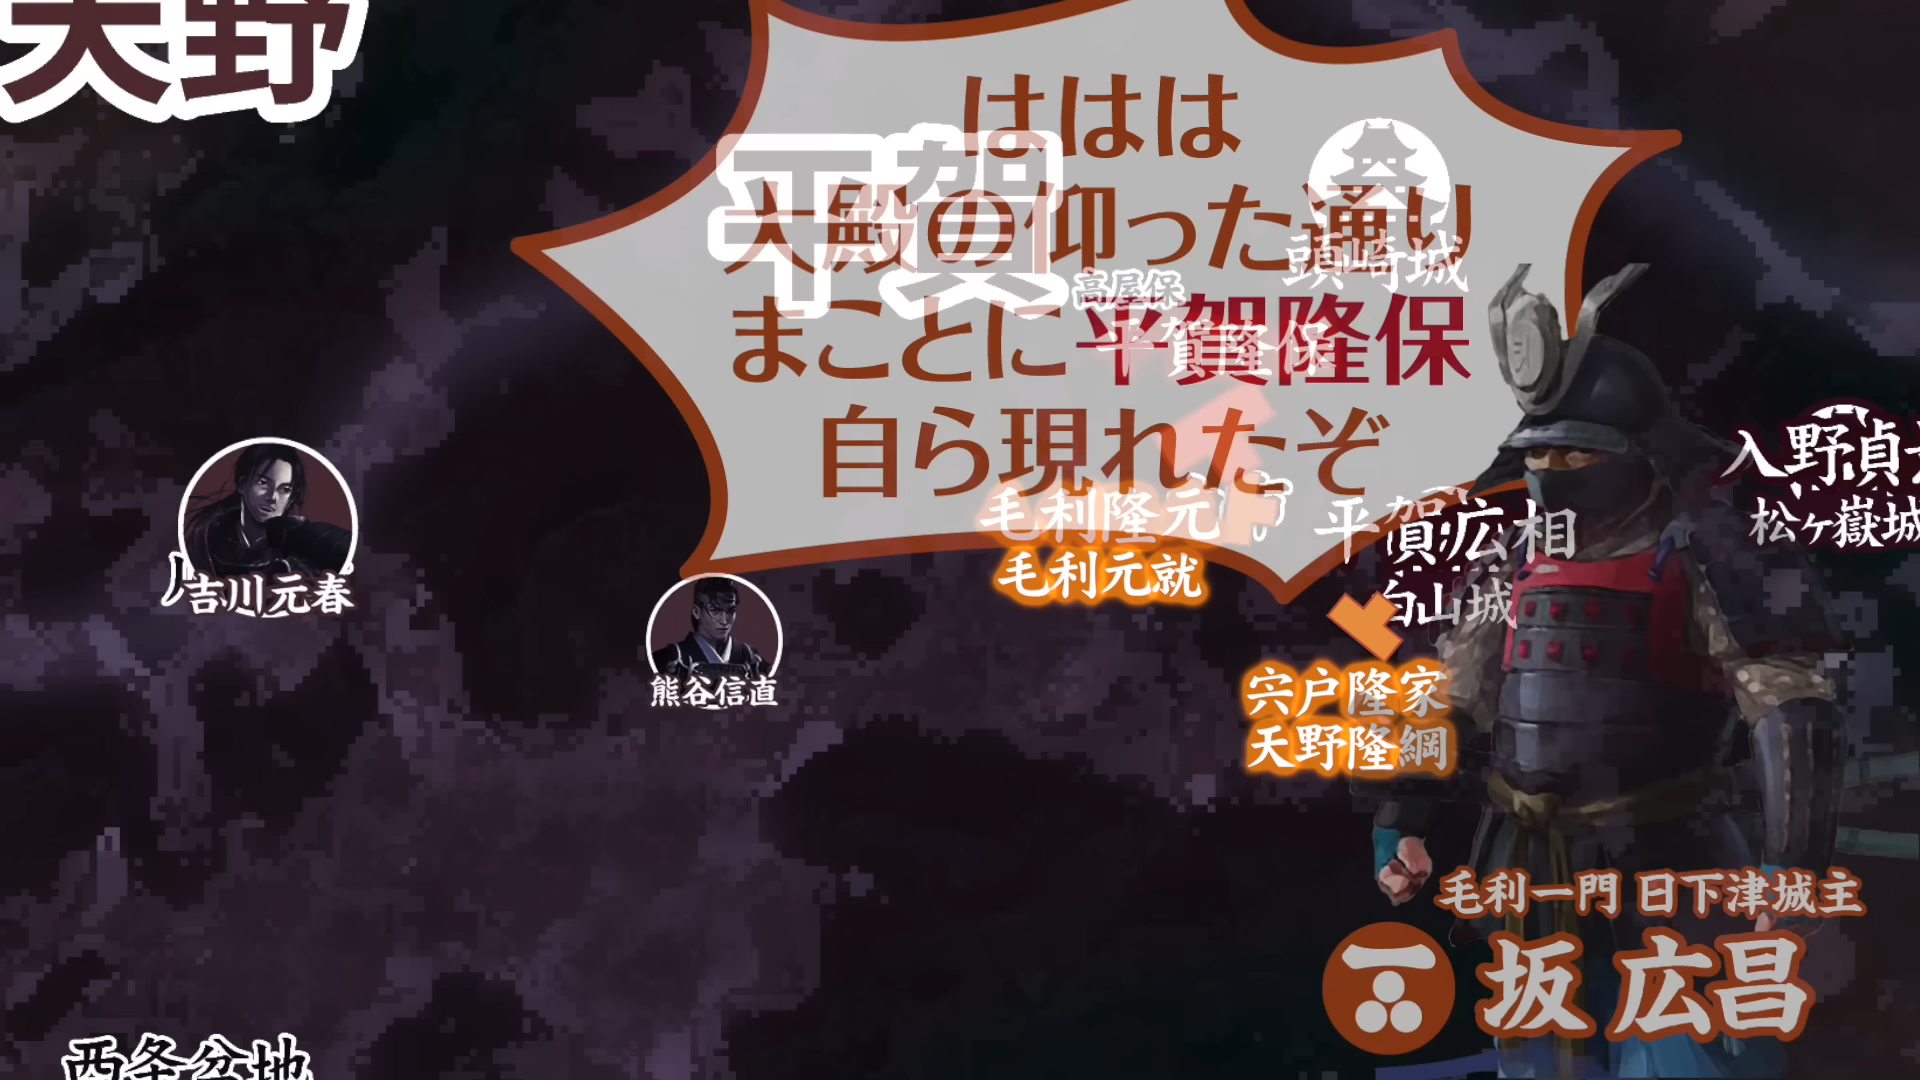 天野
ははは
大殿の仰った通り
まことに平賀隆保
自ら現れたぞ
平賀
頭崎城
高屋保
平賀隆保
毛利隆元
毛利元就
平賀広相
白山城
宍戸隆家
天野隆綱
吉川元春
熊谷信直
松ヶ嶽城
毛利一門 日下津城主
坂 広昌
西条盆地